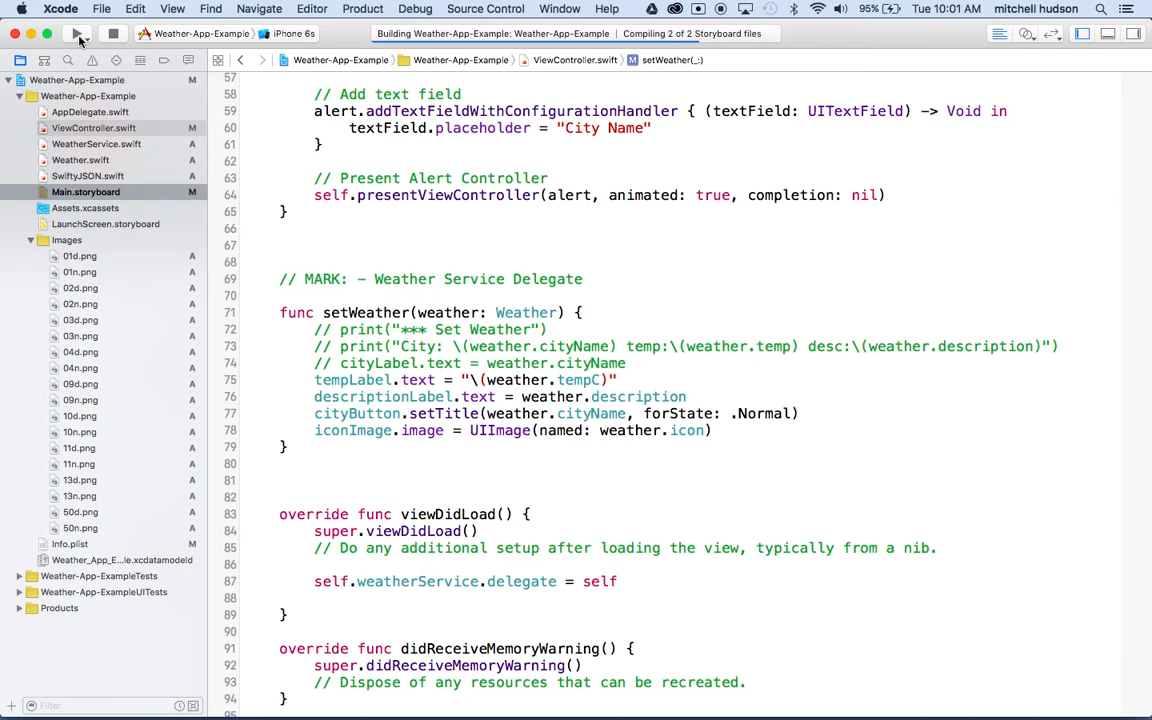 Xcode File Edit View Find Navigate Editor Product Debug Source Control Window Help 95% Tue 10:01 AM mitchell hudson
Weather-App-Example iPhone 6s Building Weather-App-Example: Weather-App-Example Compiling 2 of 2 Storyboard files
Weather-App-Example Weather-App-Example ViewController.swift M setWeather(_:)
Weather-App-Example
Weather-App-Example
AppDelegate.swift
ViewController.swift M
WeatherService.swift A
Weather.swift A
SwiftyJSON.swift A
Main.storyboard M
Assets.xcassets
LaunchScreen.storyboard
Images
01d.png A
01n.png A
02d.png A
02n.png A
03d.png A
03n.png A
04d.png A
04n.png A
09d.png A
09n.png A
10d.png A
10n.png A
11d.png A
11n.png A
13d.png A
13n.png A
50d.png A
50n.png A
Info.plist M
Weather_App_E...le.xcdatamodeld
Weather-App-ExampleTests
Weather-App-ExampleUITests
Products
Filter
57
58 // Add text field
59 alert.addTextFieldWithConfigurationHandler { (textField: UITextField) -> Void in
60 textField.placeholder = "City Name"
61 }
62
63 // Present Alert Controller
64 self.presentViewController(alert, animated: true, completion: nil)
65 }
66
67
68
69 // MARK: - Weather Service Delegate
70
71 func setWeather(weather: Weather) {
72 // print("*** Set Weather")
73 // print("City: \(weather.cityName) temp:\(weather.temp) desc:\(weather.description)")
74 // cityLabel.text = weather.cityName
75 tempLabel.text = "\(weather.tempC)"
76 descriptionLabel.text = weather.description
77 cityButton.setTitle(weather.cityName, forState: .Normal)
78 iconImage.image = UIImage(named: weather.icon)
79 }
80
81
82
83 override func viewDidLoad() {
84 super.viewDidLoad()
85 // Do any additional setup after loading the view, typically from a nib.
86
87 self.weatherService.delegate = self
88
89 }
90
91 override func didReceiveMemoryWarning() {
92 super.didReceiveMemoryWarning()
93 // Dispose of any resources that can be recreated.
94 }
95